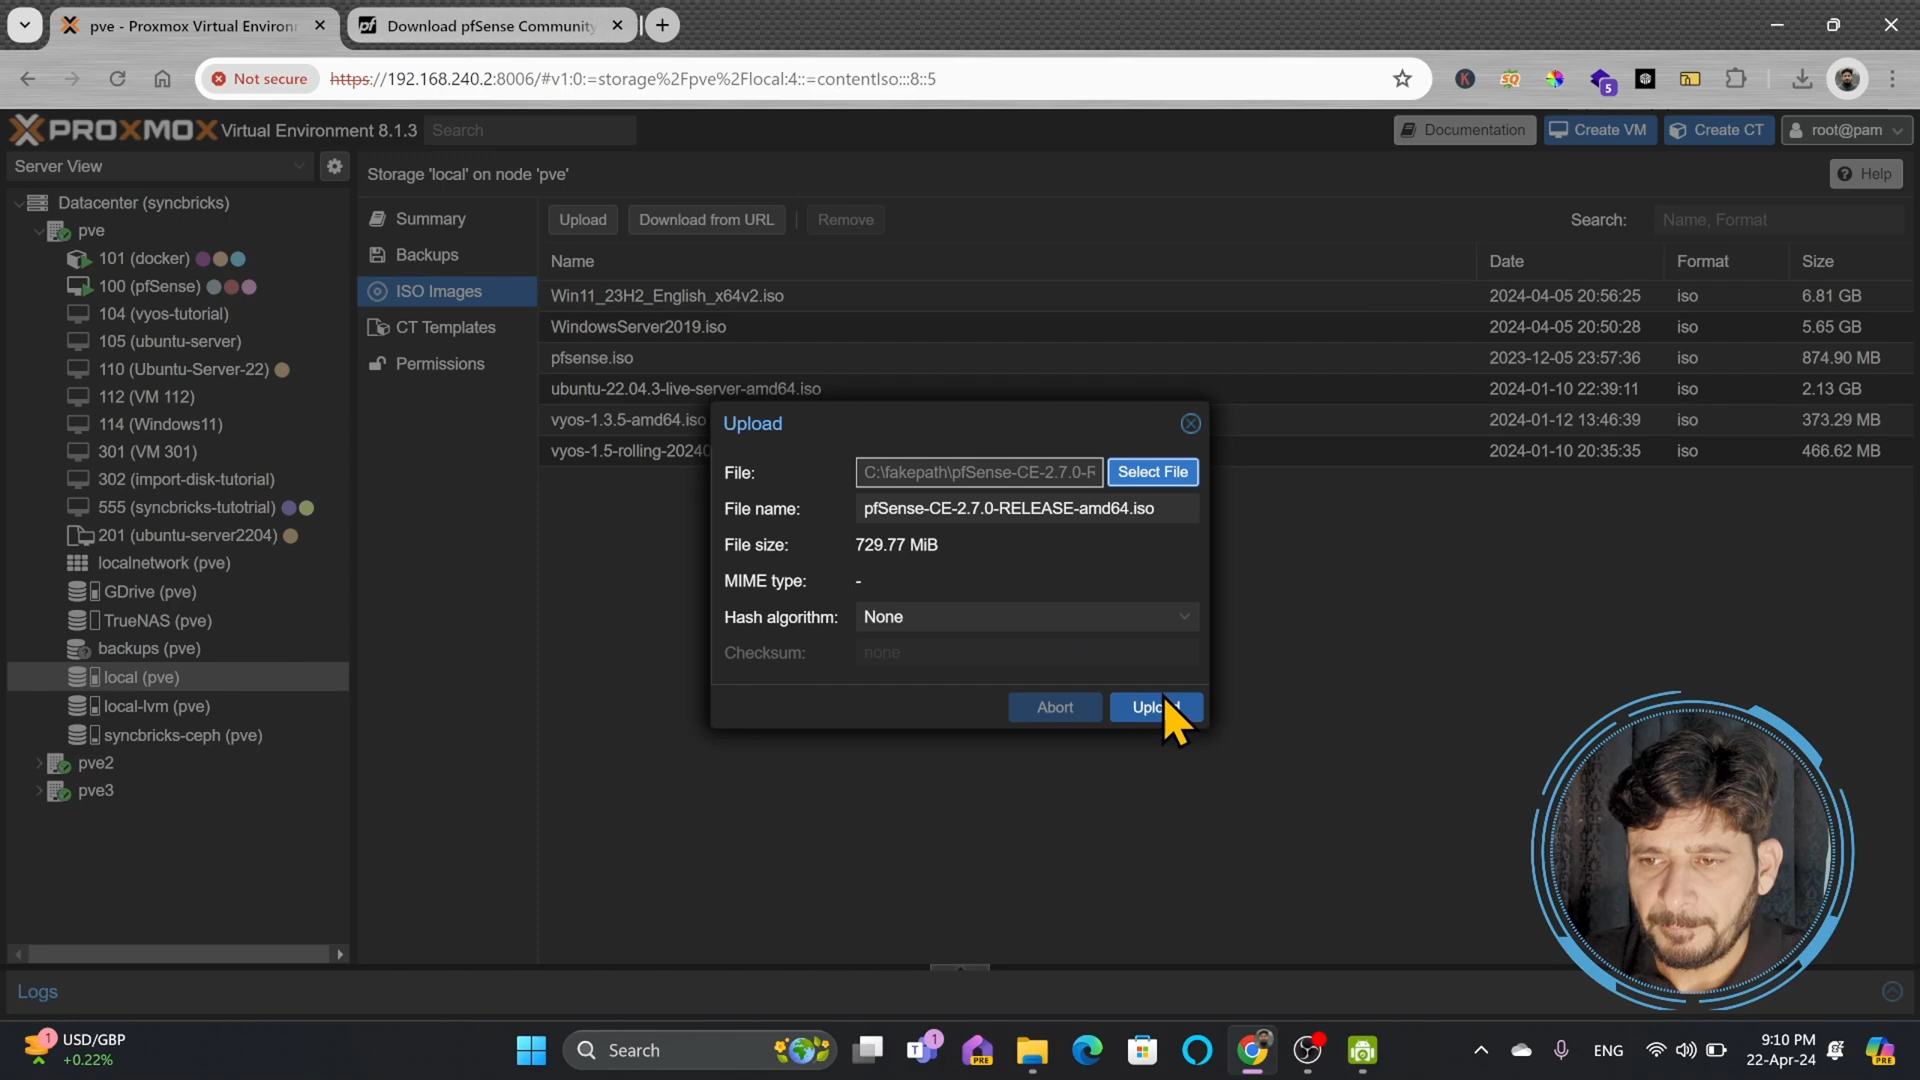 pve - Proxmox Virtual Environ
Download pfSense Community
Not secure
https://192.168.240.2:8006/#v1:0:=storage%2Fpve%2Flocal:4::=contentIso:::8::5
K
SQ
5
PROXMOX Virtual Environment 8.1.3
Search
Documentation
Create VM
Create CT
root@pam
Server View
Storage 'local' on node 'pve'
Help
Datacenter (syncbricks)
pve
101 (docker)
100 (pfSense)
104 (vyos-tutorial)
105 (ubuntu-server)
110 (Ubuntu-Server-22)
112 (VM 112)
114 (Windows11)
301 (VM 301)
302 (import-disk-tutorial)
555 (syncbricks-tutotrial)
201 (ubuntu-server2204)
localnetwork (pve)
GDrive (pve)
TrueNAS (pve)
backups (pve)
local (pve)
local-lvm (pve)
syncbricks-ceph (pve)
pve2
pve3
Summary
Backups
ISO Images
CT Templates
Permissions
Upload
Download from URL
Remove
Search:
Name, Format
Name
Date
Format
Size
Win11_23H2_English_x64v2.iso
2024-04-05 20:56:25
iso
6.81 GB
WindowsServer2019.iso
2024-04-05 20:50:28
iso
5.65 GB
pfsense.iso
2023-12-05 23:57:36
iso
874.90 MB
ubuntu-22.04.3-live-server-amd64.iso
2024-01-10 22:39:11
iso
2.13 GB
vyos-1.3.5-amd64.iso
2024-01-12 13:46:39
iso
373.29 MB
vyos-1.5-rolling-20240
2024-01-10 20:35:35
iso
466.62 MB
Upload
File:
C:\fakepath\pfSense-CE-2.7.0-R
Select File
File name:
pfSense-CE-2.7.0-RELEASE-amd64.iso
File size:
729.77 MiB
MIME type:
-
Hash algorithm:
None
Checksum:
none
Abort
Upload
Logs
1
USD/GBP
+0.22%
Search
T
1
PRE
ENG
9:10 PM
22-Apr-24
PRE